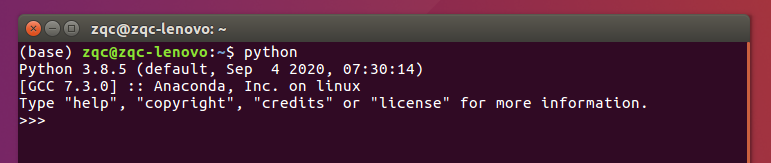 zqc@zqc-lenovo: ~
(base) zqc@zqc-lenovo:~$ python
Python 3.8.5 (default, Sep  4 2020, 07:30:14)
[GCC 7.3.0] :: Anaconda, Inc. on linux
Type "help", "copyright", "credits" or "license" for more information.
>>>